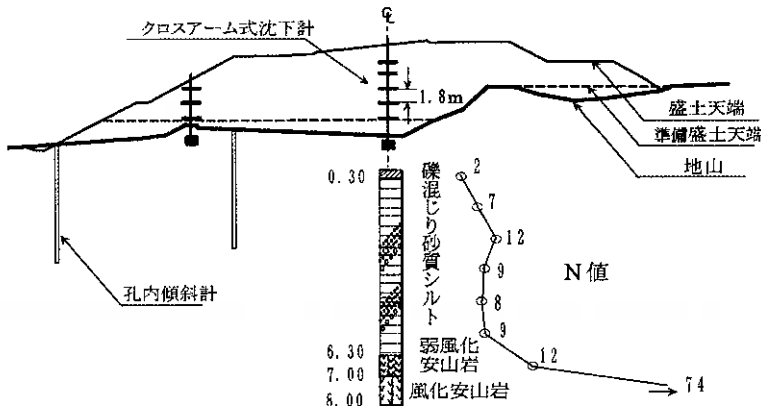 ℄
クロスアーム式沈下計
1.8m
盛土天端
準備盛土天端
地山
孔内傾斜計
0.30
礫混じり砂質シルト
2
7
12
9
8
9
12
74
N値
6.30
弱風化
安山岩
7.00
風化安山岩
8.00